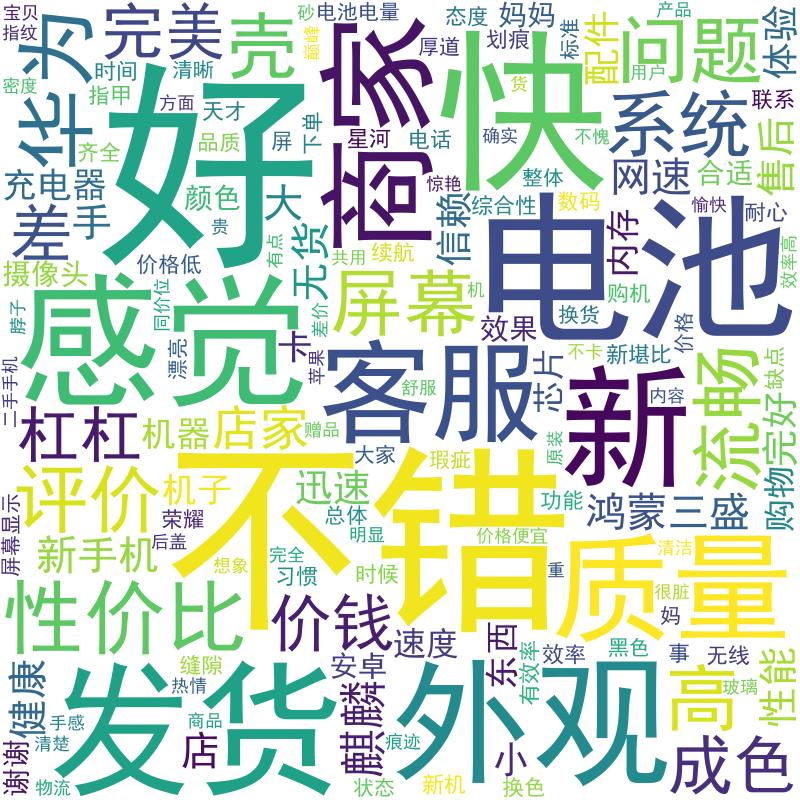 宝贝
指纹
密度
华为
完美
时间
清晰
指甲
方面
天才
齐全
品质
屏
壳
砂
巅峰
下单
电池电量
商家
星河
厚道
电话
惊艳
态度
妈妈
划痕
快
标准
确实
不愧
配件
货
产品
问题
用户
体验
系统
联系
网速
合适
售后
充电器
颜色
差
手
贵
大
好
有点
无货
信赖
综合性
整体
数码
内存
愉快
耐心
效率高
摄像头
价格低
共用
续航
电池
机
购机
换货
脖子
同价位
差价
屏幕
效果
价格
感觉
漂亮
卡
苹果
客服
舒服
芯片
不卡
新堪比
二手手机
杠杠
机器
店家
赠品
大家
原装
新
内容
流畅
缺点
完好
购物
评价
机子
迅速
瑕疵
不错
功能
鸿蒙
三盛
屏幕显示
新手机
荣耀
后盖
想象
完全
习惯
总体
明显
时候
价格便宜
重
质量
清洁
很脏
性价比
价钱
速度
东西
有效率
效率
黑色
妈
事
无线
健康
缝隙
热情
安卓
麒麟
外观
高
玻璃
性能
谢谢
手感
清楚
物流
发货
商品
店
痕迹
状态
小
新机
换色
成色